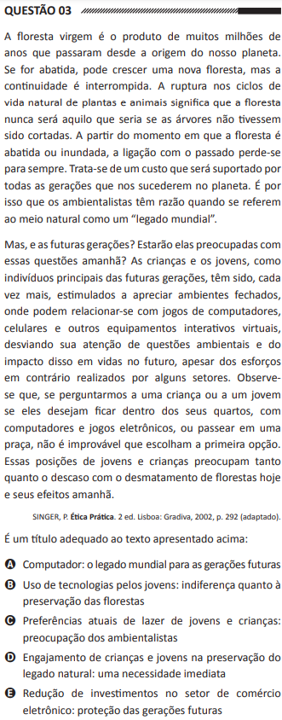 QUESTÃO 03
A floresta virgem é o produto de muitos milhões de
anos que passaram desde a origem do nosso planeta.
Se for abatida, pode crescer uma nova floresta, mas a
continuidade é interrompida. A ruptura nos ciclos de
vida natural de plantas e animais significa que a floresta
nunca será aquilo que seria se as árvores não tivessem
sido cortadas. A partir do momento em que a floresta é
abatida ou inundada, a ligação com o passado perde-se
para sempre. Trata-se de um custo que será suportado por
todas as gerações que nos sucederem no planeta. É por
isso que os ambientalistas têm razão quando se referem
ao meio natural como um “legado mundial”.
Mas, e as futuras gerações? Estarão elas preocupadas com
essas questões amanhã? As crianças e os jovens, como
indivíduos principais das futuras gerações, têm sido, cada
vez mais, estimulados a apreciar ambientes fechados,
onde podem relacionar-se com jogos de computadores,
celulares e outros equipamentos interativos virtuais,
desviando sua atenção de questões ambientais e do
impacto disso em vidas no futuro, apesar dos esforços
em contrário realizados por alguns setores. Observe-
se que, se perguntarmos a uma criança ou a um jovem
se eles desejam ficar dentro dos seus quartos, com
computadores e jogos eletrônicos, ou passear em uma
praça, não é improvável que escolham a primeira opção.
Essas posições de jovens e crianças preocupam tanto
quanto o descaso com o desmatamento de florestas hoje
e seus efeitos amanhã.
SINGER, P. Ética Prática. 2 ed. Lisboa: Gradiva, 2002, p. 292 (adaptado).
É um título adequado ao texto apresentado acima:
A Computador: o legado mundial para as gerações futuras
B Uso de tecnologias pelos jovens: indiferença quanto à
preservação das florestas
C Preferências atuais de lazer de jovens e crianças:
preocupação dos ambientalistas
D Engajamento de crianças e jovens na preservação do
legado natural: uma necessidade imediata
E Redução de investimentos no setor de comércio
eletrônico: proteção das gerações futuras